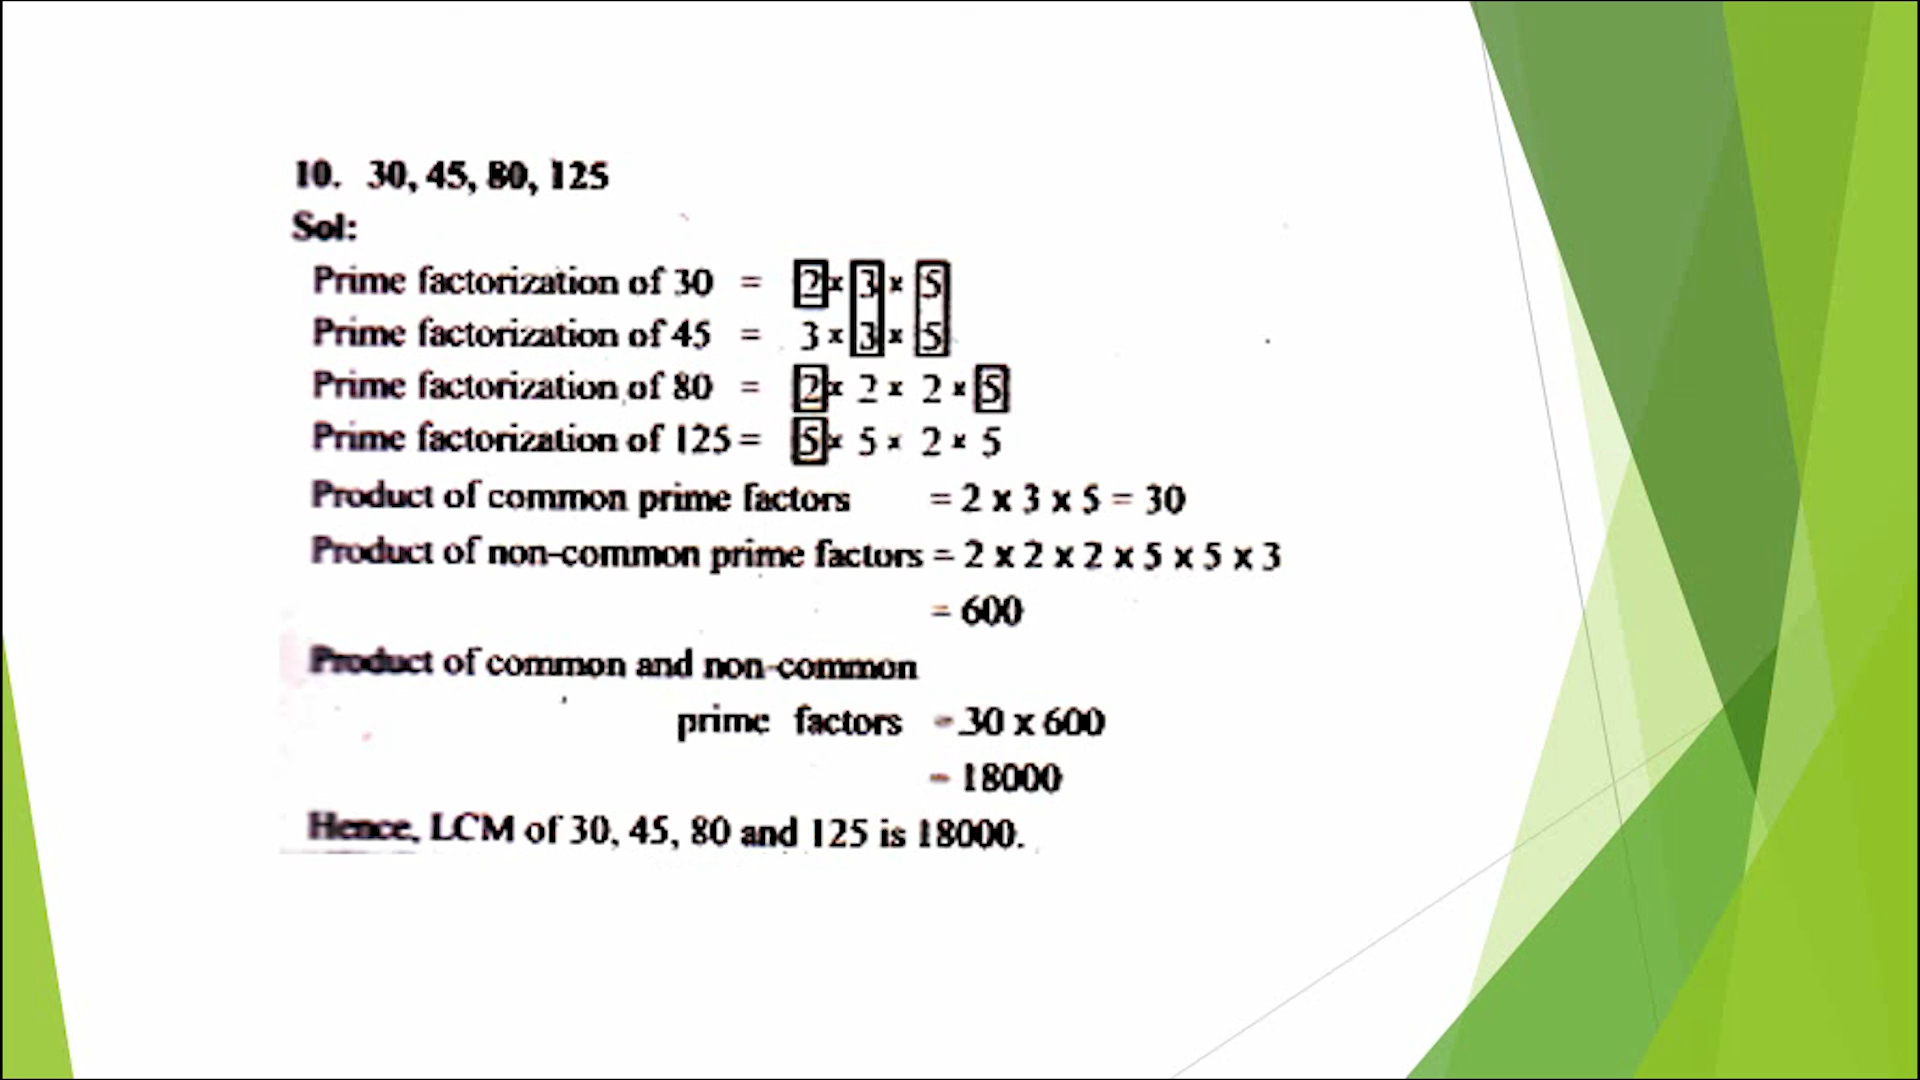 10. 30, 45, 80, 125
Sol:
Prime factorization of 30 = 2 x 3 x 5
Prime factorization of 45 = 3 x 3 x 5
Prime factorization of 80 = 2 x 2 x 2 x 5
Prime factorization of 125 = 5 x 5 x 2 x 5
Product of common prime factors = 2 x 3 x 5 = 30
Product of non-common prime factors = 2 x 2 x 2 x 5 x 5 x 3
= 600
Product of common and non-common
prime factors = 30 x 600
= 18000
Hence, LCM of 30, 45, 80 and 125 is 18000.